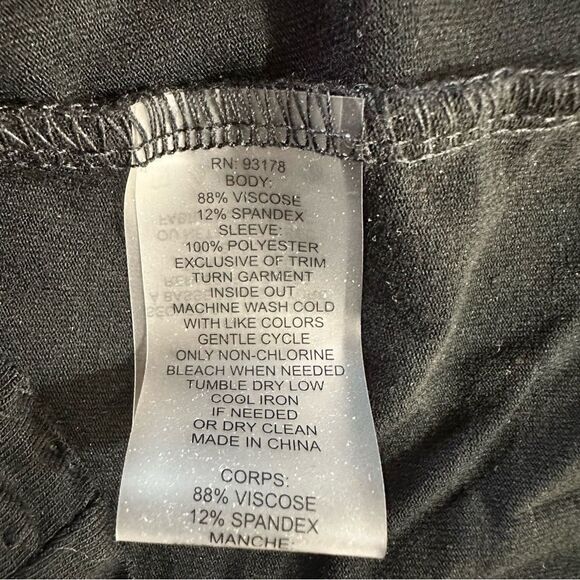 RN: 93178
BODY:
88% VISCOSE
12% SPANDEX
SLEEVE:
100% POLYESTER
EXCLUSIVE OF TRIM
TURN GARMENT
INSIDE OUT
MACHINE WASH COLD
WITH LIKE COLORS
GENTLE CYCLE
ONLY NON-CHLORINE
BLEACH WHEN NEEDED
TUMBLE DRY LOW
COOL IRON
IF NEEDED
OR DRY CLEAN
MADE IN CHINA
CORPS:
88% VISCOSE
12% SPANDEX
MANCHE: